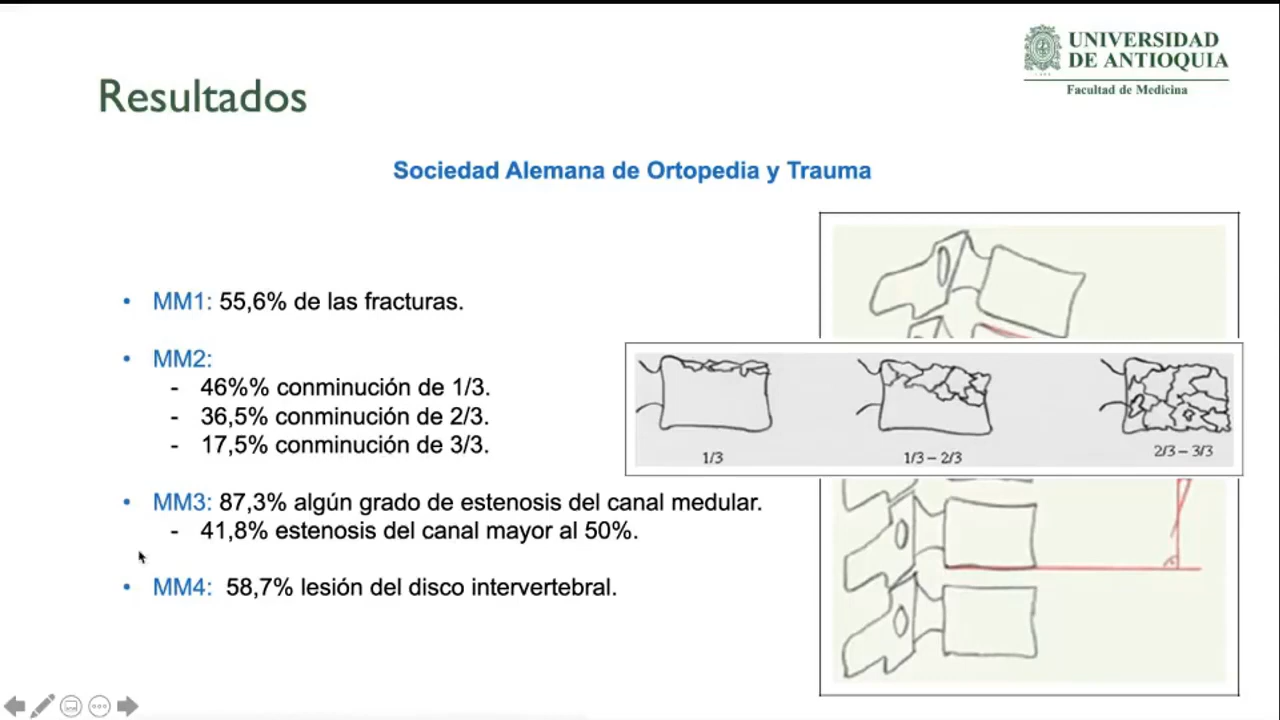 UNIVERSIDAD
DE ANTIOQUIA
Facultad de Medicina
Resultados
Sociedad Alemana de Ortopedia y Trauma
• MM1: 55,6% de las fracturas.
• MM2:
- 46%% conminución de 1/3.
- 36,5% conminución de 2/3.
- 17,5% conminución de 3/3.
• MM3: 87,3% algún grado de estenosis del canal medular.
- 41,8% estenosis del canal mayor al 50%.
• MM4: 58,7% lesión del disco intervertebral.
1/3
1/3 – 2/3
2/3 – 3/3